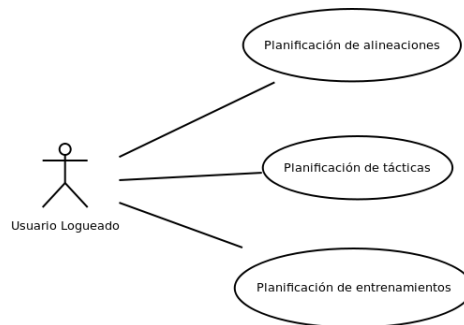 Planificación de alineaciones
Planificación de tácticas
Usuario Logueado
Planificación de entrenamientos